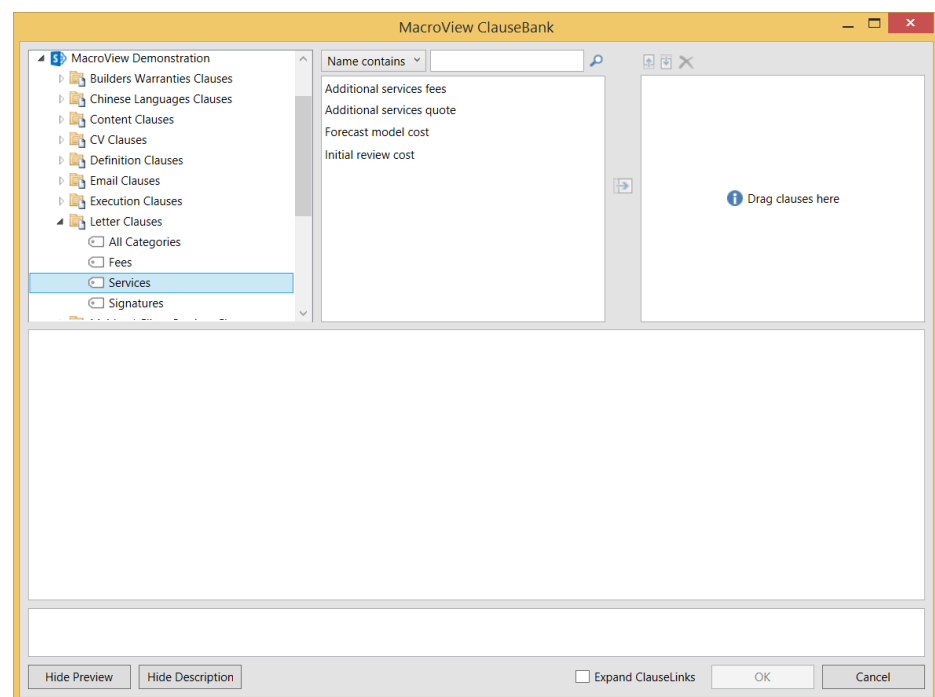 MacroView ClauseBank
MacroView Demonstration
Builders Warranties Clauses
Chinese Languages Clauses
Content Clauses
CV Clauses
Definition Clauses
Email Clauses
Execution Clauses
Letter Clauses
All Categories
Fees
Services
Signatures
Name contains
Additional services fees
Additional services quote
Forecast model cost
Initial review cost
Drag clauses here
Hide Preview
Hide Description
Expand ClauseLinks
OK
Cancel